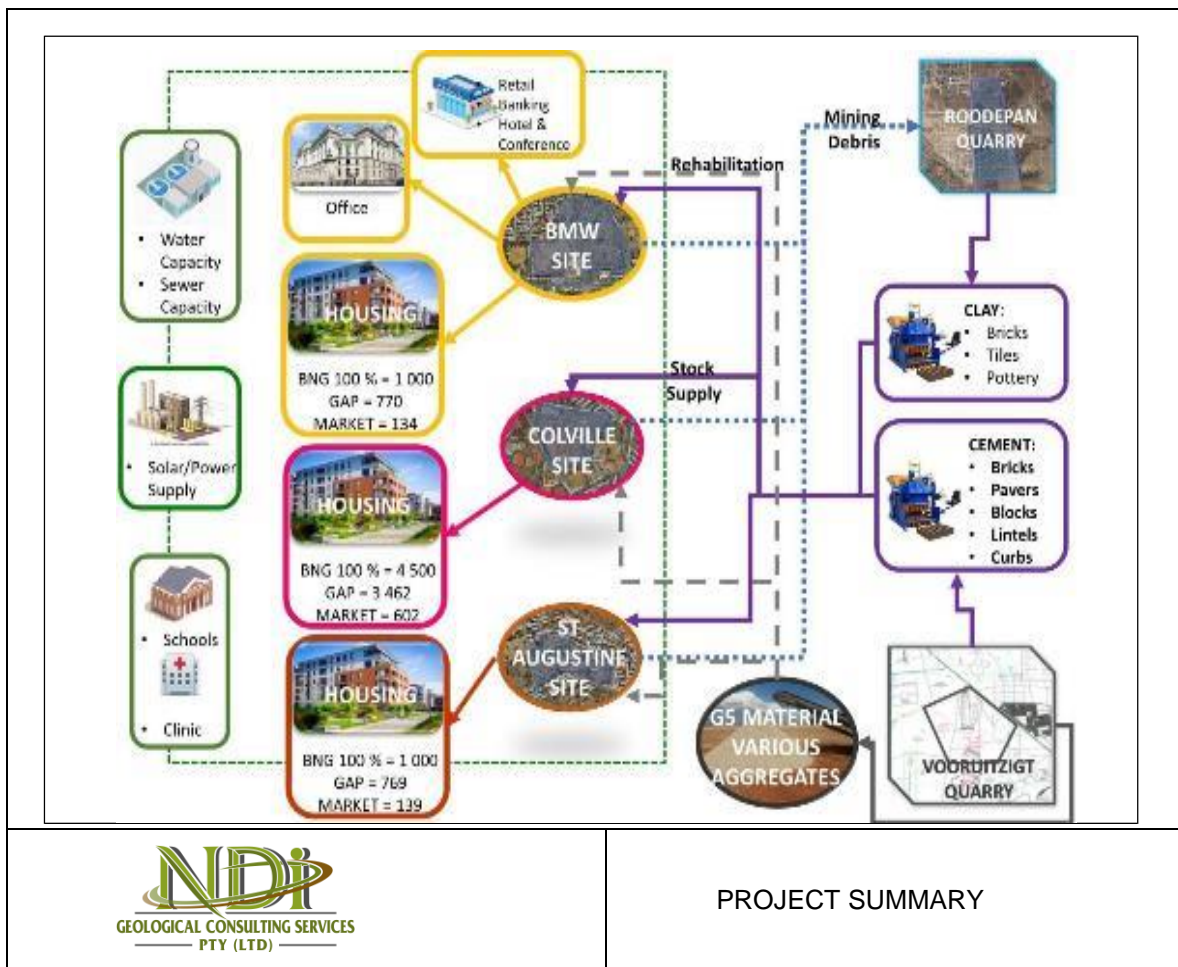 Retail
Banking
Hotel &
Conference
Office
• Water
Capacity
• Sewer
Capacity
HOUSING
BNG 100 % = 1 000
GAP = 770
MARKET = 134
• Solar/Power
Supply
HOUSING
BNG 100 % = 4 500
GAP = 3 462
MARKET = 602
• Schools
• Clinic
HOUSING
BNG 100 % = 1 000
GAP = 769
MARKET = 139
Rehabilitation
BMW
SITE
Stock
Supply
COLVILLE
SITE
ST
AUGUSTINE
SITE
Mining
Debris
ROODEPAN
QUARRY
CLAY:
• Bricks
• Tiles
• Pottery
CEMENT:
• Bricks
• Pavers
• Blocks
• Lintels
• Curbs
G5 MATERIAL
VARIOUS
AGGREGATES
VOORUITZIGT
QUARRY
NDi
GEOLOGICAL CONSULTING SERVICES
PTY (LTD)
PROJECT SUMMARY